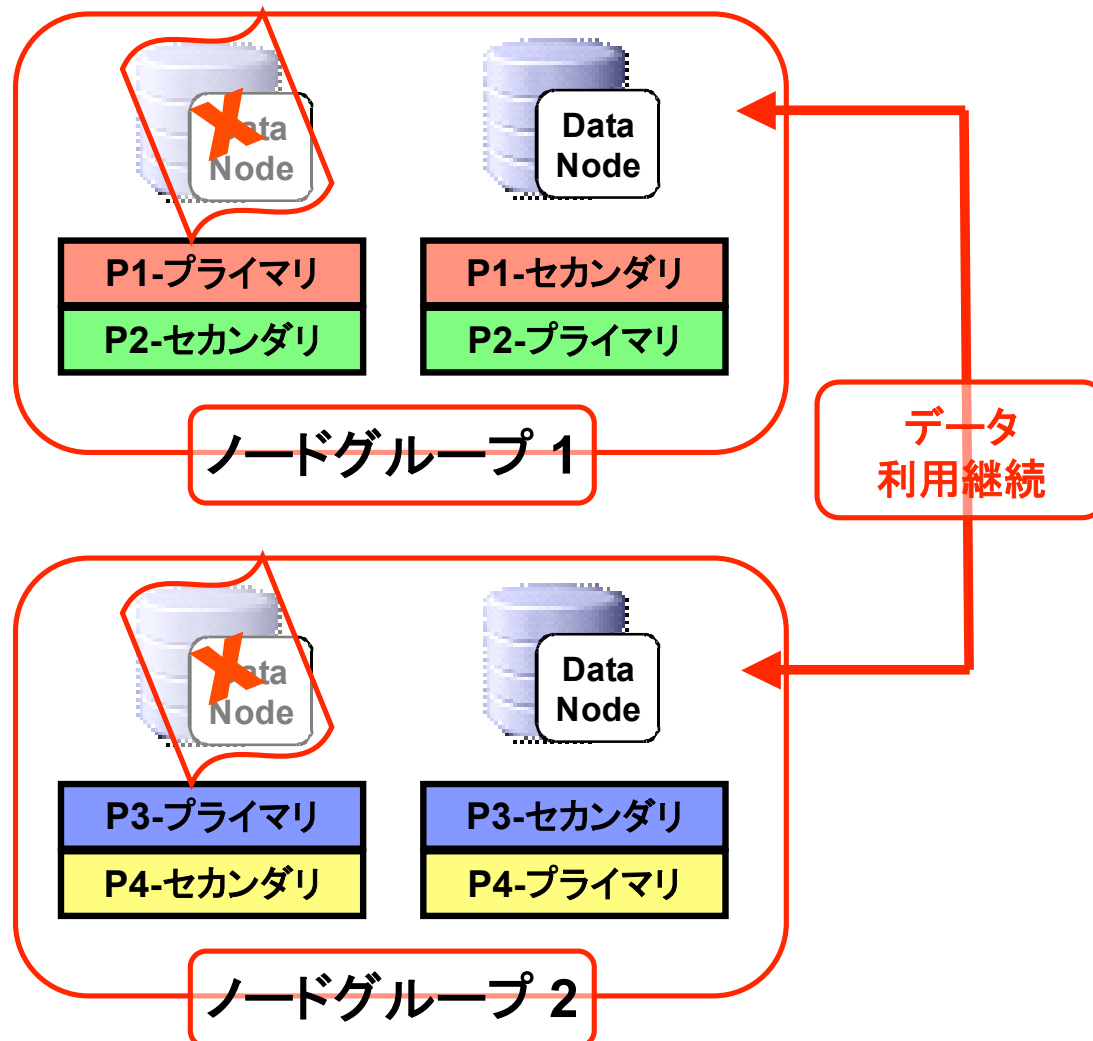 Data
Node
Data
Node
P1-プライマリ
P1-セカンダリ
P2-セカンダリ
P2-プライマリ
ノードグループ 1
データ
利用継続
Data
Node
Data
Node
P3-プライマリ
P3-セカンダリ
P4-セカンダリ
P4-プライマリ
ノードグループ 2